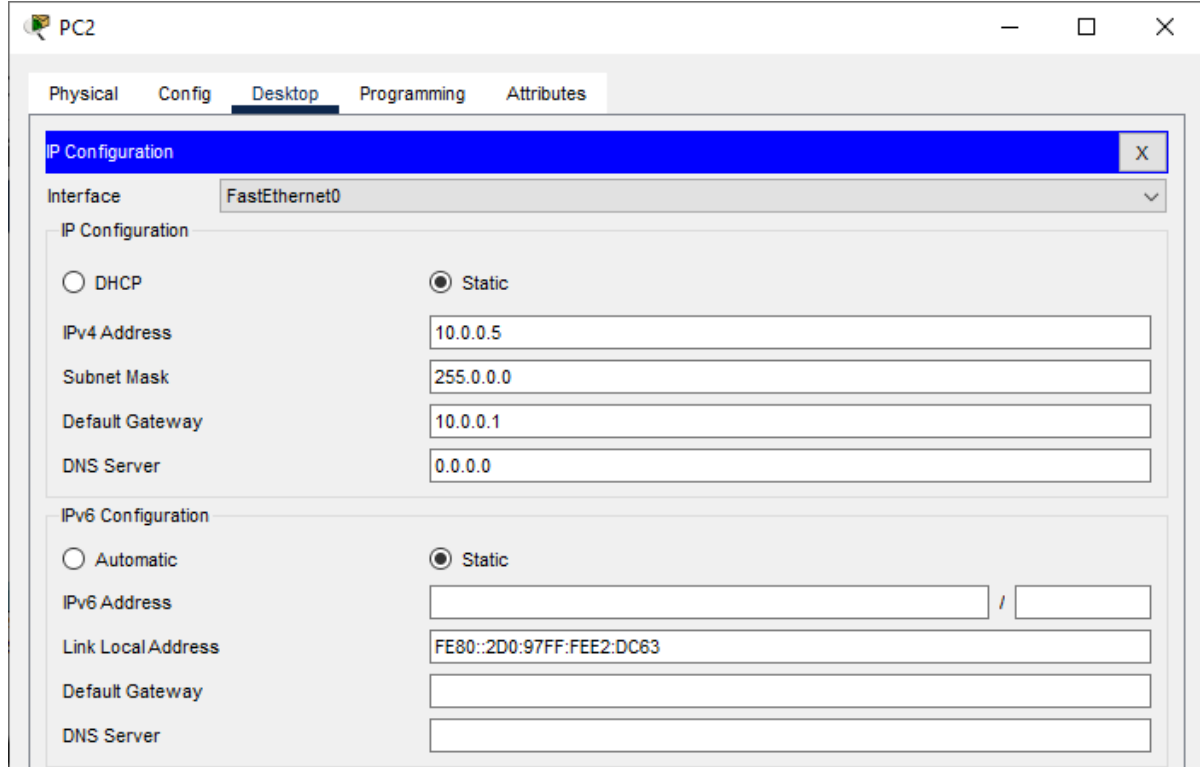 PC2
Physical Config Desktop Programming Attributes
IP Configuration X
Interface FastEthernet0
IP Configuration
DHCP Static
IPv4 Address 10.0.0.5
Subnet Mask 255.0.0.0
Default Gateway 10.0.0.1
DNS Server 0.0.0.0
IPv6 Configuration
Automatic Static
IPv6 Address /
Link Local Address FE80::2D0:97FF:FEE2:DC63
Default Gateway
DNS Server